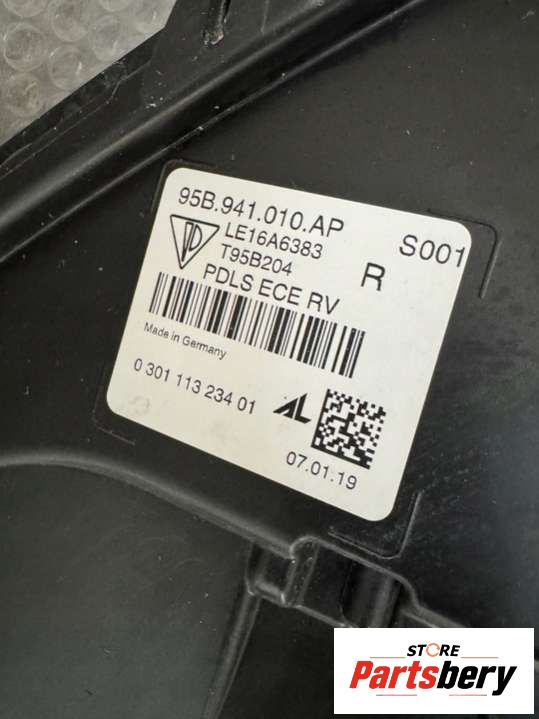 95B.941.010.AP
S001
LE16A6383
T95B204
R
PDLS ECE RV
Made in Germany
0 301 113 234 01
AL
07.01.19
STORE
Partsbery